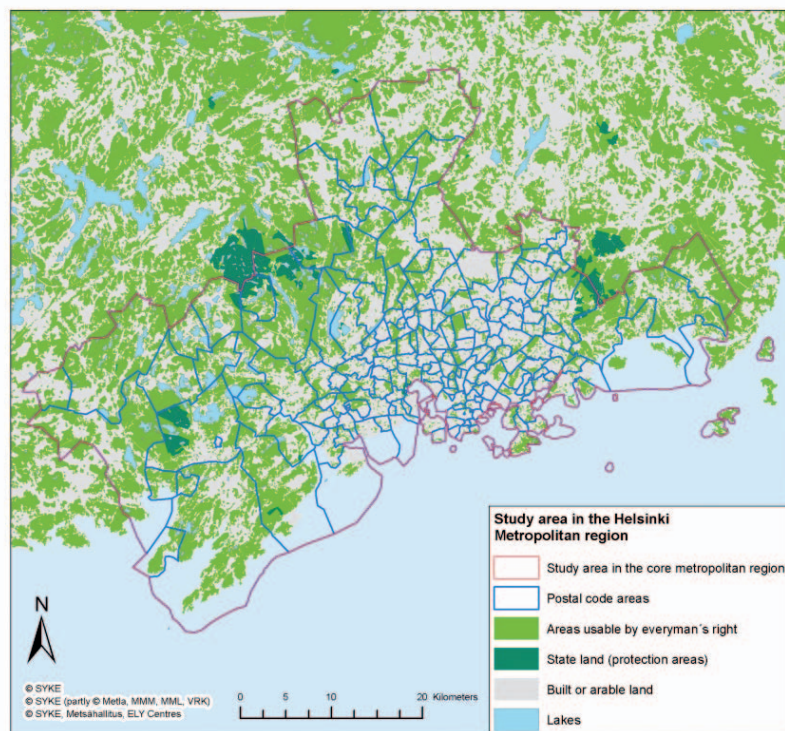 Study area in the Helsinki
Metropolitan region
Study area in the core metropolitan region
Postal code areas
Areas usable by everyman´s right
State land (protection areas)
Built or arable land
Lakes
N
© SYKE
© SYKE (partly © Metla, MMM, MML, VRK)
© SYKE, Metsähallitus, ELY Centres
0 5 10 20 Kilometers